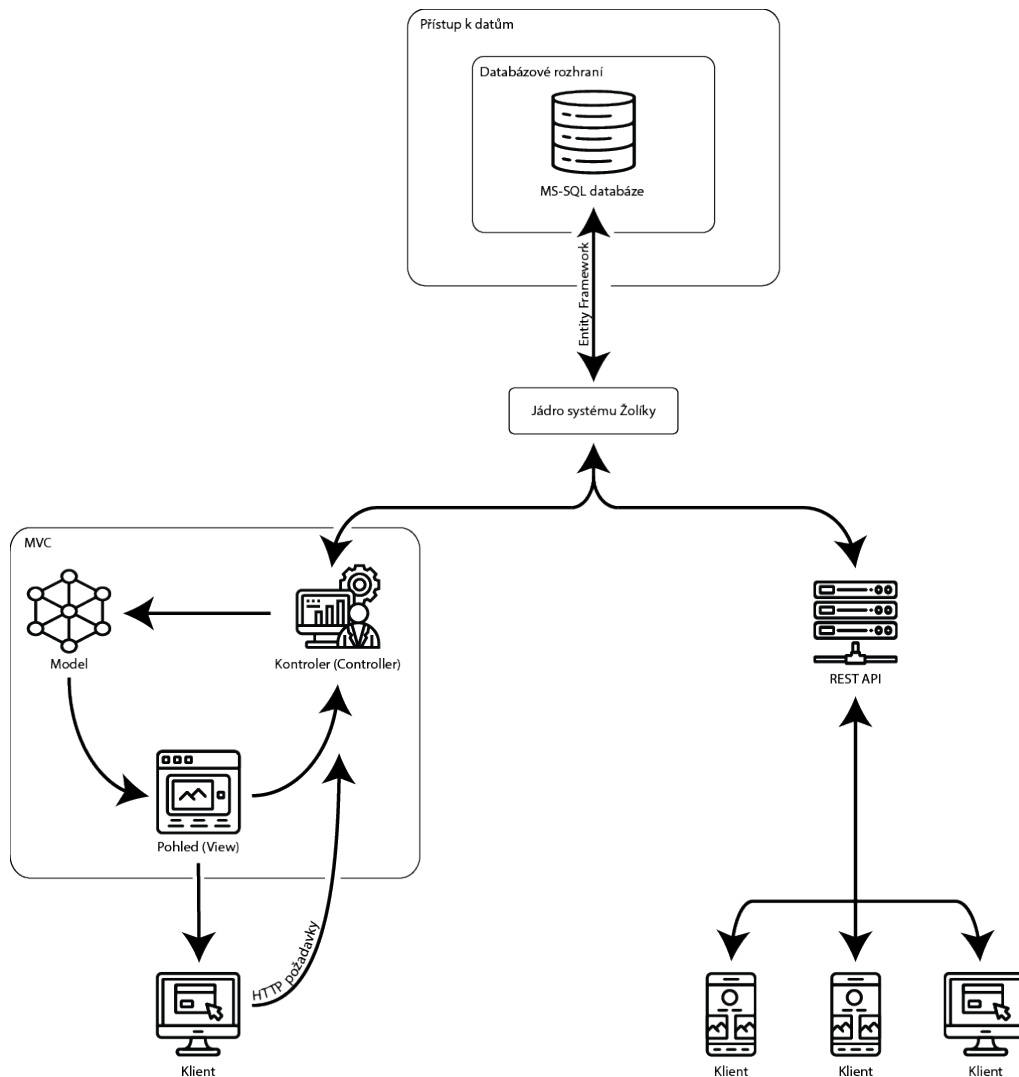 Přístup k datům
Databázové rozhraní
MS-SQL databáze
Entity Framework
Jádro systému Žolíky
MVC
Model
Kontroler (Controller)
REST API
Pohled (View)
HTTP požadavky
Klient
Klient
Klient
Klient